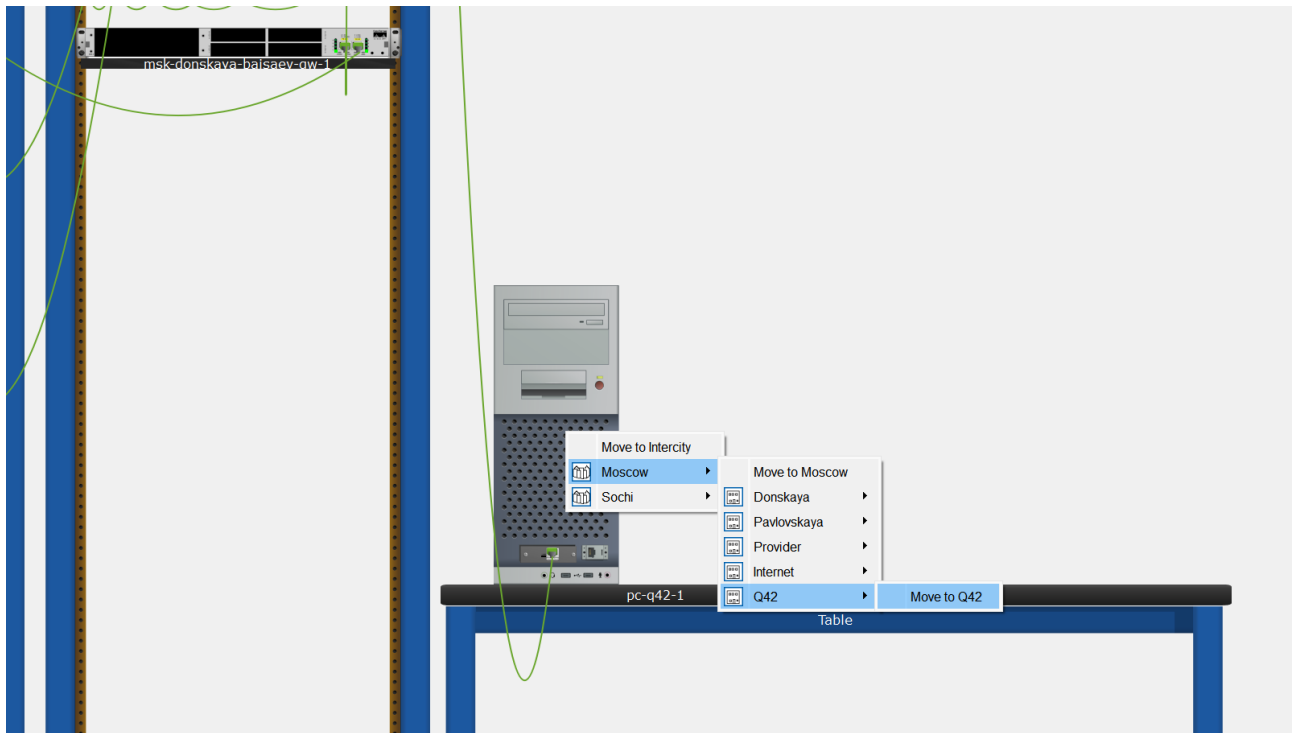 msk-donskaya-baisaev-gw-1
Move to Intercity
Moscow
Sochi
Move to Moscow
Donskaya
Pavlovskaya
Provider
Internet
Q42
Move to Q42
pc-q42-1
Table